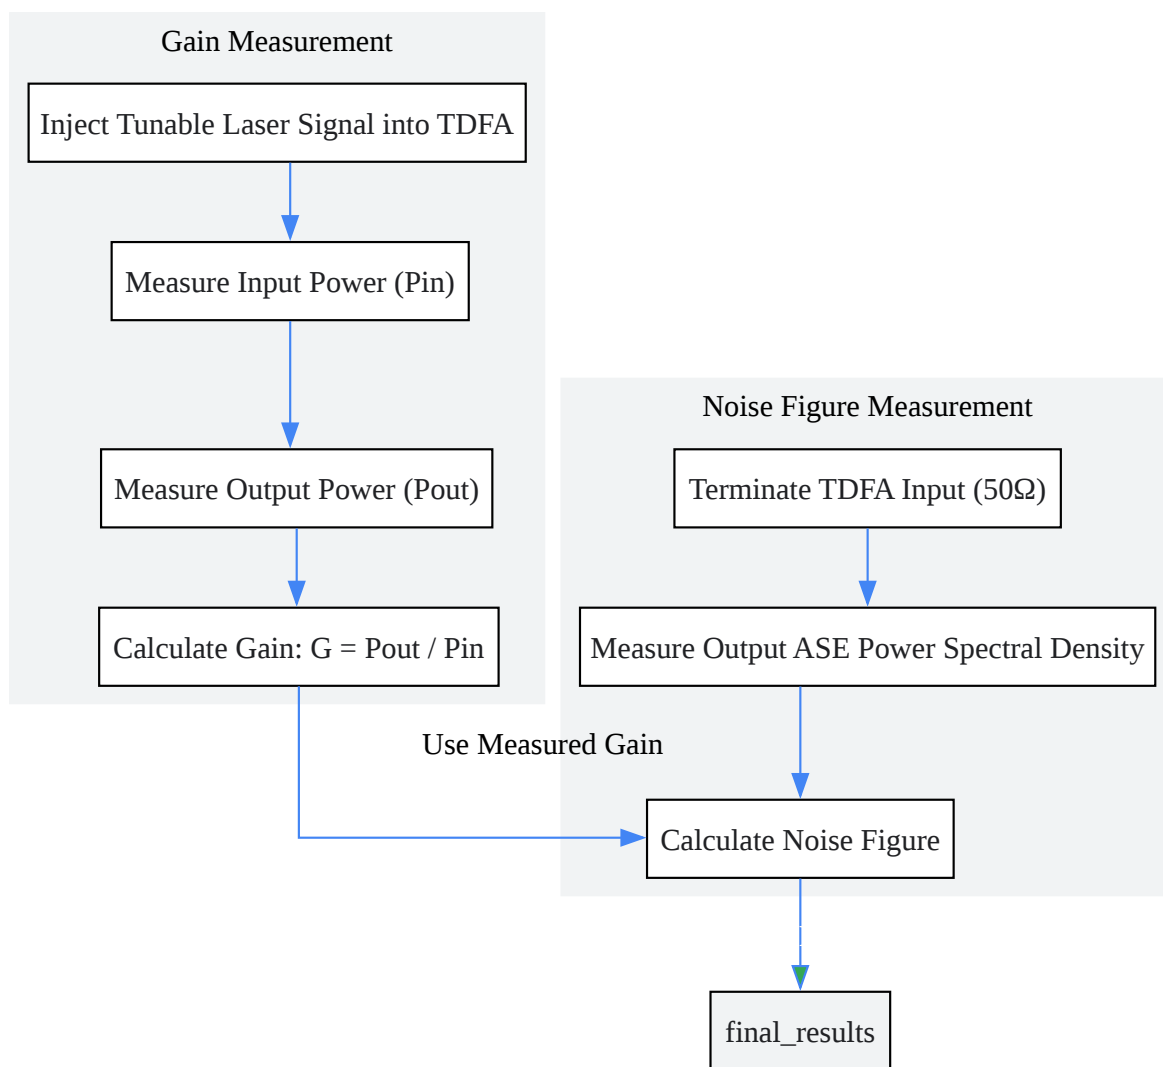 Gain Measurement
Inject Tunable Laser Signal into TDFA
Measure Input Power (Pin)
Measure Output Power (Pout)
Calculate Gain: G = Pout / Pin
Use Measured Gain
Noise Figure Measurement
Terminate TDFA Input (50Ω)
Measure Output ASE Power Spectral Density
Calculate Noise Figure
final_results